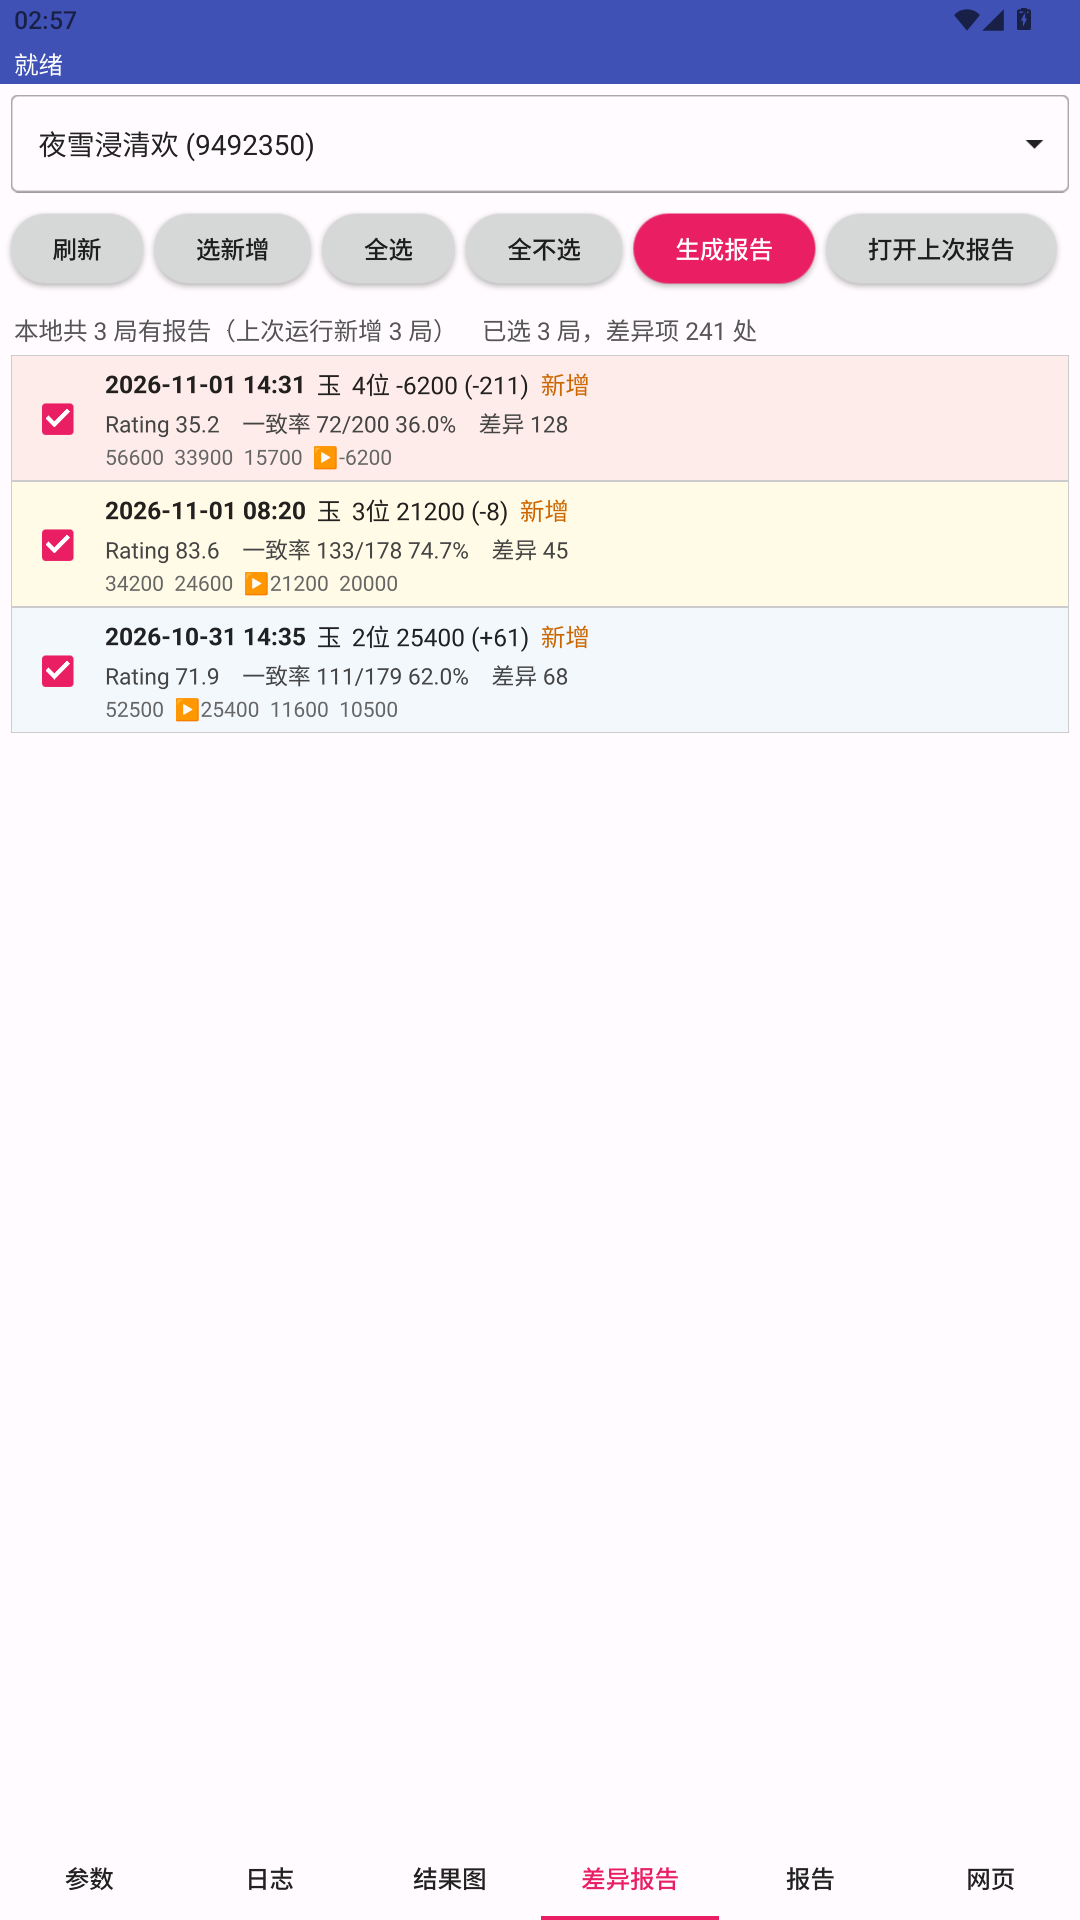 02:57
就绪
夜雪浸清欢 (9492350)
刷新 选新增 全选 全不选 生成报告 打开上次报告
本地共 3 局有报告（上次运行新增 3 局） 已选 3 局，差异项 241 处
2026-11-01 14:31 玉 4位 -6200 (-211) 新增
Rating 35.2 一致率 72/200 36.0% 差异 128
56600 33900 15700 ▶️-6200
2026-11-01 08:20 玉 3位 21200 (-8) 新增
Rating 83.6 一致率 133/178 74.7% 差异 45
34200 24600 ▶️21200 20000
2026-10-31 14:35 玉 2位 25400 (+61) 新增
Rating 71.9 一致率 111/179 62.0% 差异 68
52500 ▶️25400 11600 10500
参数 日志 结果图 差异报告 报告 网页